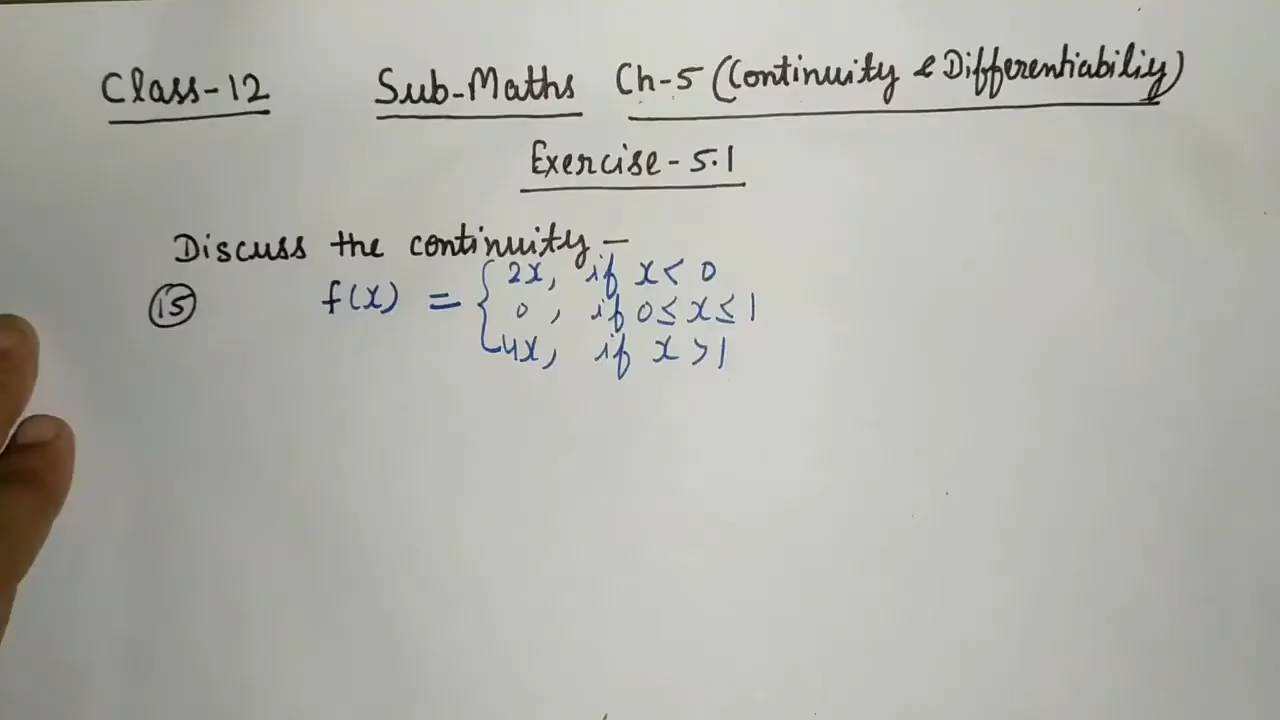 Class-12 Sub-Maths Ch-5 (Continuity & Differentiabiliy)
Exercise-5.1
Discuss the continuity -
(15) f(x) = { 2x, if x < 0
0, if 0 ≤ x ≤ 1
4x, if x > 1